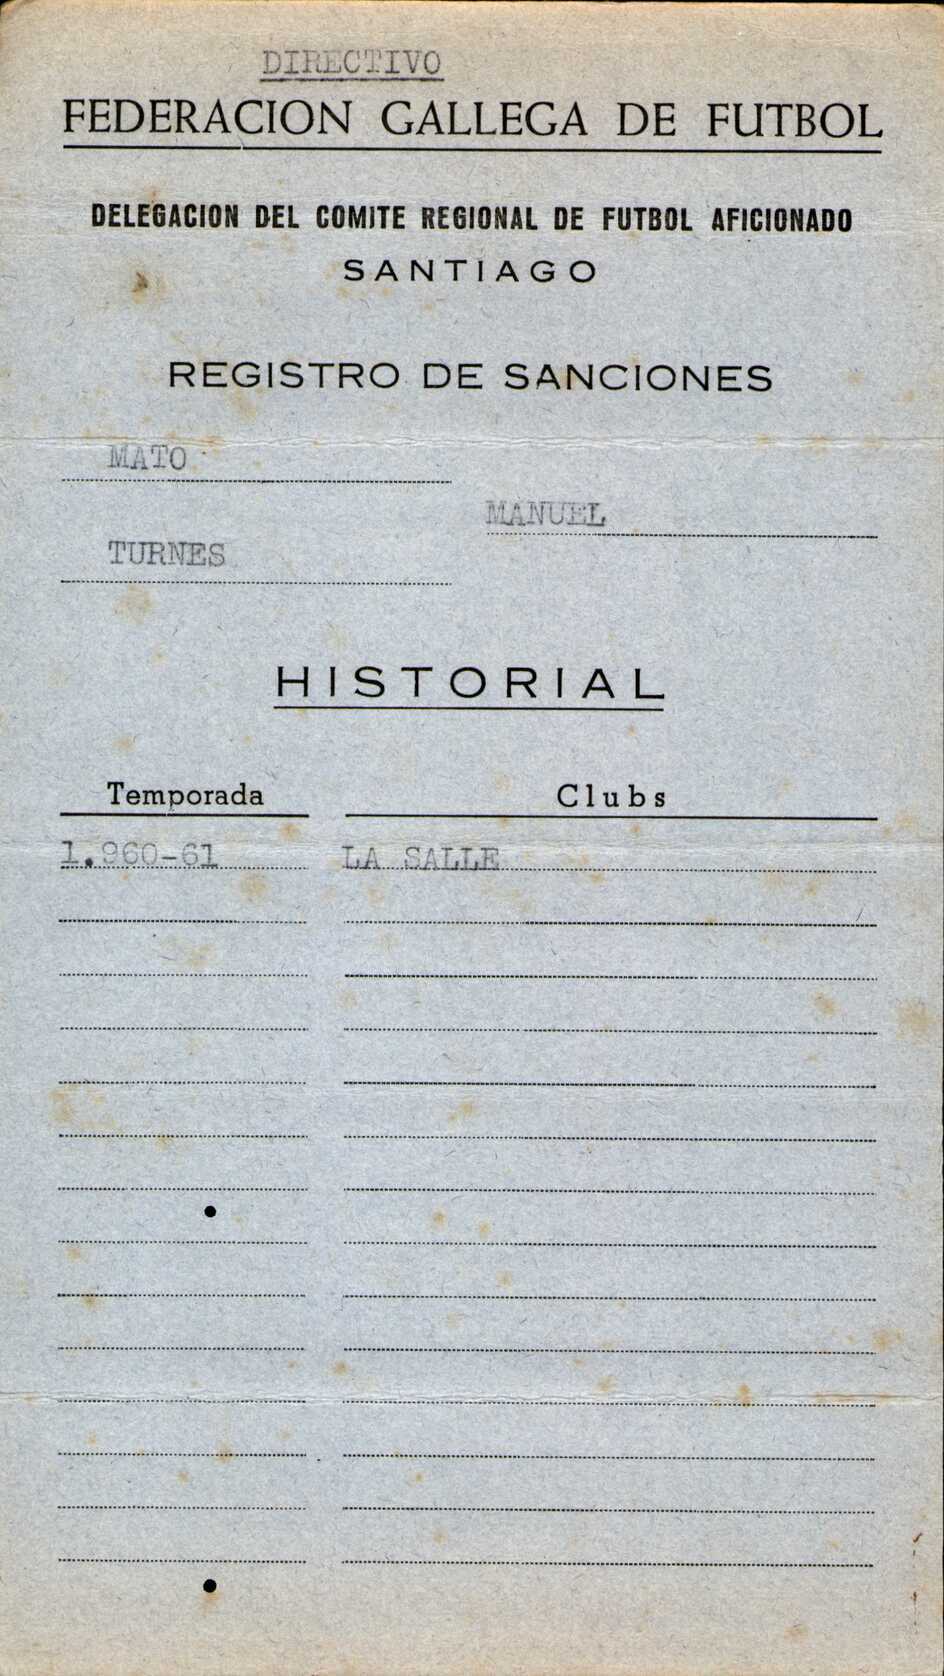 DIRECTIVO
FEDERACION GALLEGA DE FUTBOL
DELEGACION DEL COMITE REGIONAL DE FUTBOL AFICIONADO
SANTIAGO
REGISTRO DE SANCIONES
MATO
MANUEL
TURNES
HISTORIAL
Temporada Clubs
1.960-61 LA SALLE